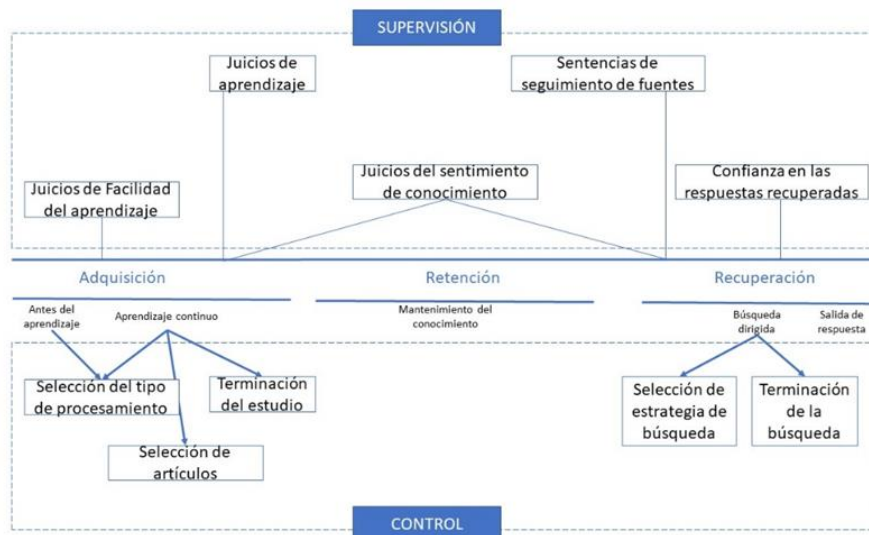 SUPERVISIÓN
Juicios de
aprendizaje
Sentencias de
seguimiento de fuentes
Juicios de Facilidad
del aprendizaje
Juicios del sentimiento
de conocimiento
Confianza en las
respuestas recuperadas
Adquisición
Retención
Recuperación
Antes del
aprendizaje
Aprendizaje continuo
Mantenimiento del
conocimiento
Búsqueda
dirigida
Salida de
respuesta
Selección del tipo
de procesamiento
Terminación
del estudio
Selección de
artículos
Selección de
estrategia de
búsqueda
Terminación
de la
búsqueda
CONTROL